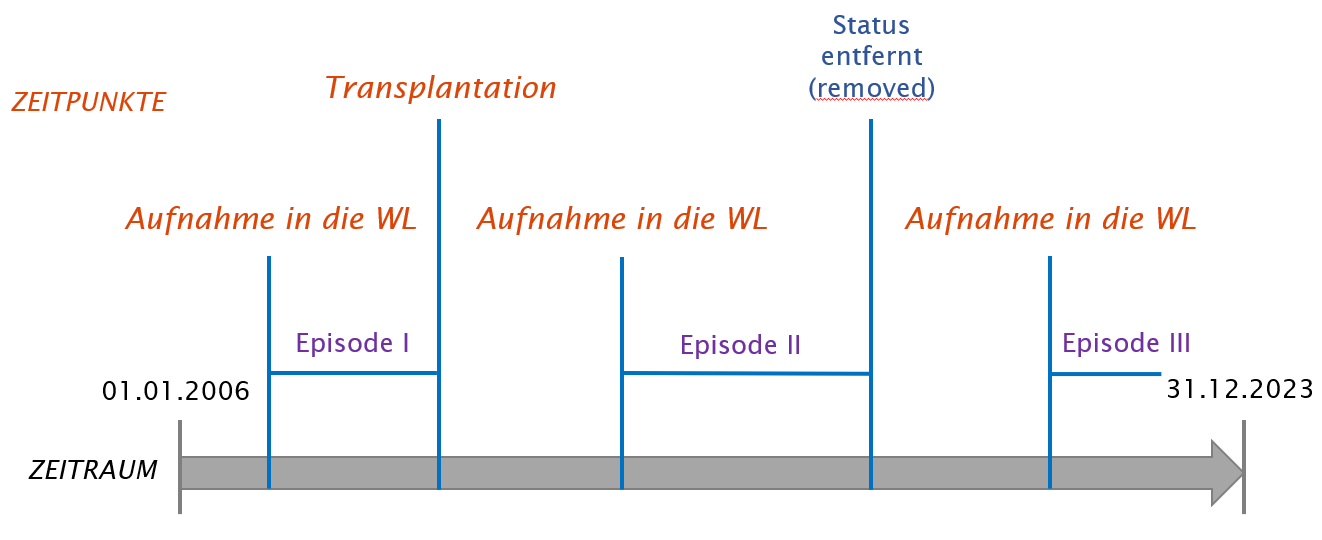 Status
entfernt
(removed)
Transplantation
ZEITPUNKTE
Aufnahme in die WL
Aufnahme in die WL
Aufnahme in die WL
Episode I
Episode II
Episode III
01.01.2006
31.12.2023
ZEITRAUM